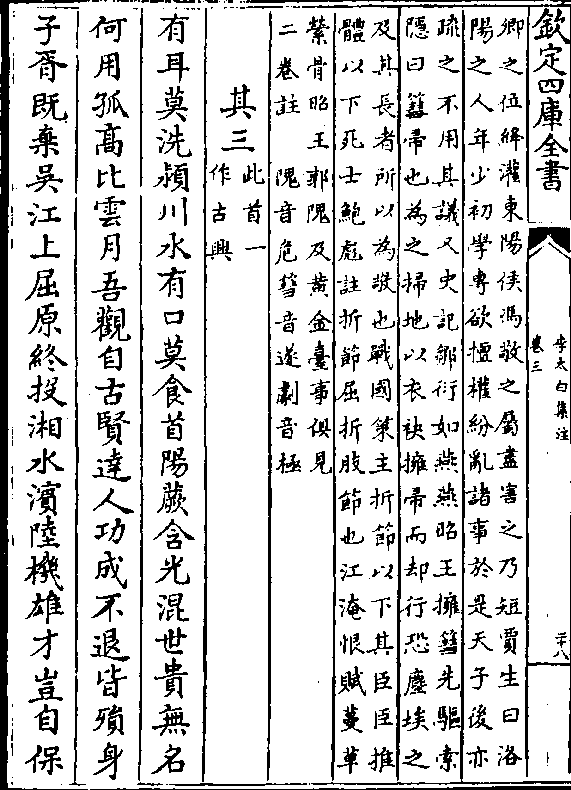 欽定四庫全書
李太白集注
卷三
二十八
卿之位絳灌東陽侯馮敬之屬盡害之乃短賈生曰洛
陽之人年少初學專欲擅權紛亂諸事於是天子後亦
疏之不用其議又史記鄒衍如燕燕昭王擁篲先驅索
隱曰篲帚也為之掃地以衣袂擁帚而却行恐塵埃之
及其長者所以為敬也戰國策主折節以下其臣臣推
體以下死士鮑彪註折節屈折肢節也江淹恨賦蔓草
縈骨昭王郭隗及黃金臺事俱見
二卷註 隗音危篲音遂劇音極
其三 此首一
作古興
有耳莫洗潁川水有口莫食首陽蕨含光混世貴無名
何用孤高比雲月吾觀自古賢達人功成不退皆殞身
子胥既棄吳江上屈原終投湘水濱陸機雄才豈自保